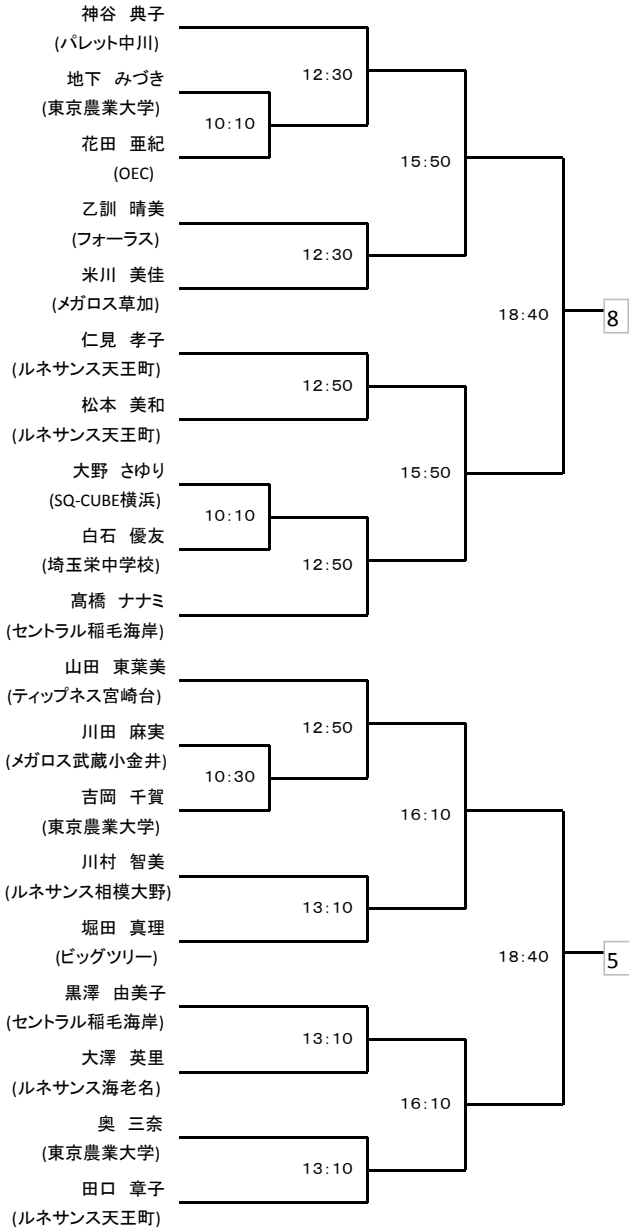 神谷 典子
(パレット中川)
12:30
地下 みづき
(東京農業大学)
10:10
花田 亜紀
(OEC)
15:50
乙訓 晴美
(フォーラス)
12:30
米川 美佳
(メガロス草加)
18:40
8
仁見 孝子
(ルネサンス天王町)
12:50
松本 美和
(ルネサンス天王町)
15:50
大野 さゆり
(SQ-CUBE横浜)
10:10
白石 優友
(埼玉栄中学校)
12:50
髙橋 ナナミ
(セントラル稲毛海岸)
山田 東葉美
(ティップネス宮崎台)
12:50
川田 麻実
(メガロス武蔵小金井)
10:30
吉岡 千賀
(東京農業大学)
16:10
川村 智美
(ルネサンス相模大野)
13:10
堀田 真理
(ビッグツリー)
18:40
5
黒澤 由美子
(セントラル稲毛海岸)
13:10
大澤 英里
(ルネサンス海老名)
16:10
奥 三奈
(東京農業大学)
13:10
田口 章子
(ルネサンス天王町)